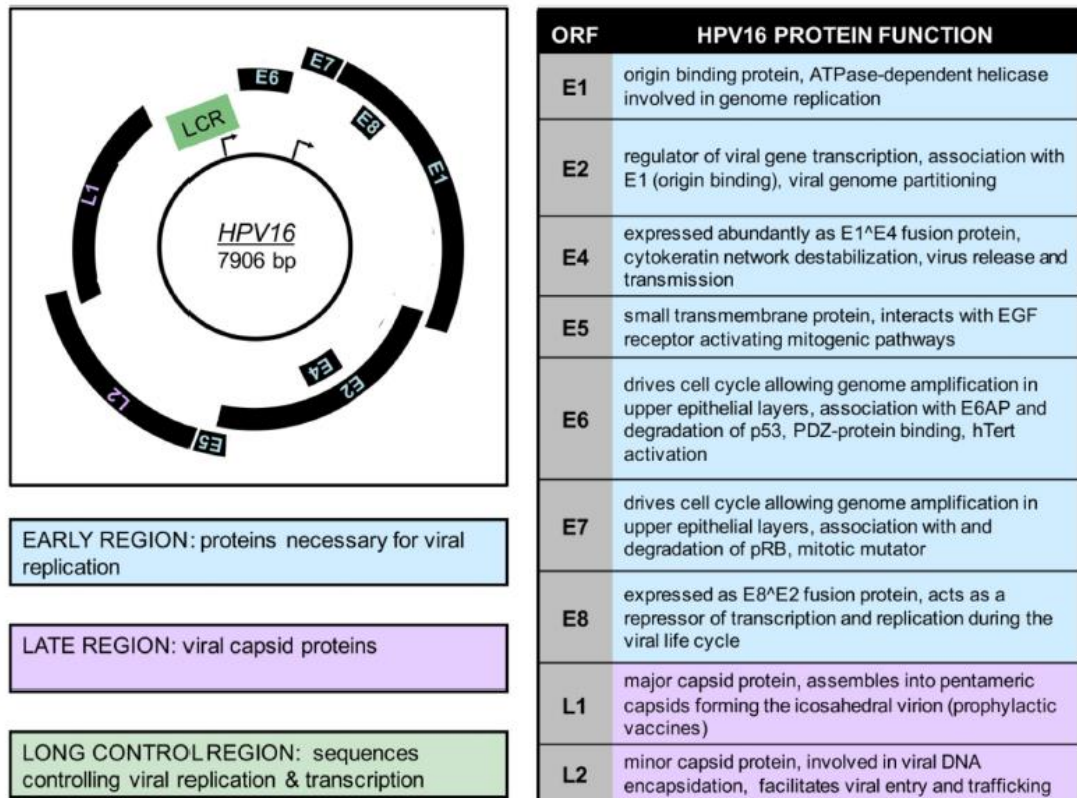 E7
E6
E8
LCR
E1
L1
HPV16
7906 bp
E4
E2
L2
E5
EARLY REGION: proteins necessary for viral
replication
LATE REGION: viral capsid proteins
LONG CONTROL REGION: sequences
controlling viral replication & transcription
ORF HPV16 PROTEIN FUNCTION
E1 origin binding protein, ATPase-dependent helicase
involved in genome replication
E2 regulator of viral gene transcription, association with
E1 (origin binding), viral genome partitioning
E4 expressed abundantly as E1^E4 fusion protein,
cytokeratin network destabilization, virus release and
transmission
E5 small transmembrane protein, interacts with EGF
receptor activating mitogenic pathways
E6 drives cell cycle allowing genome amplification in
upper epithelial layers, association with E6AP and
degradation of p53, PDZ-protein binding, hTert
activation
E7 drives cell cycle allowing genome amplification in
upper epithelial layers, association with and
degradation of pRB, mitotic mutator
E8 expressed as E8^E2 fusion protein, acts as a
repressor of transcription and replication during the
viral life cycle
L1 major capsid protein, assembles into pentameric
capsids forming the icosahedral virion (prophylactic
vaccines)
L2 minor capsid protein, involved in viral DNA
encapsidation, facilitates viral entry and trafficking